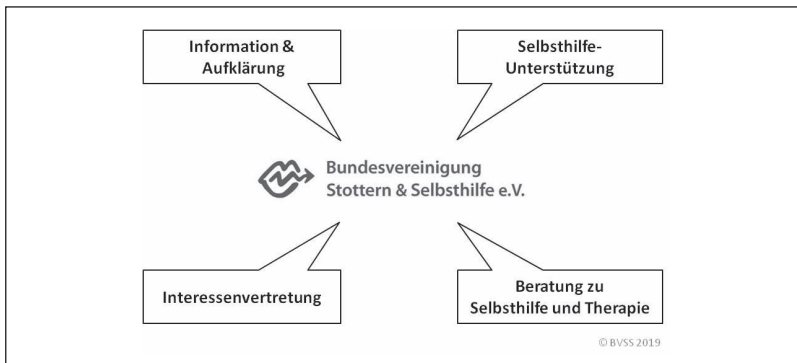 Information &
Aufklärung
Selbsthilfe-
Unterstützung
Bundesvereinigung
Stottern & Selbsthilfe e.V.
Interessenvertretung
Beratung zu
Selbsthilfe und Therapie
© BVSS 2019